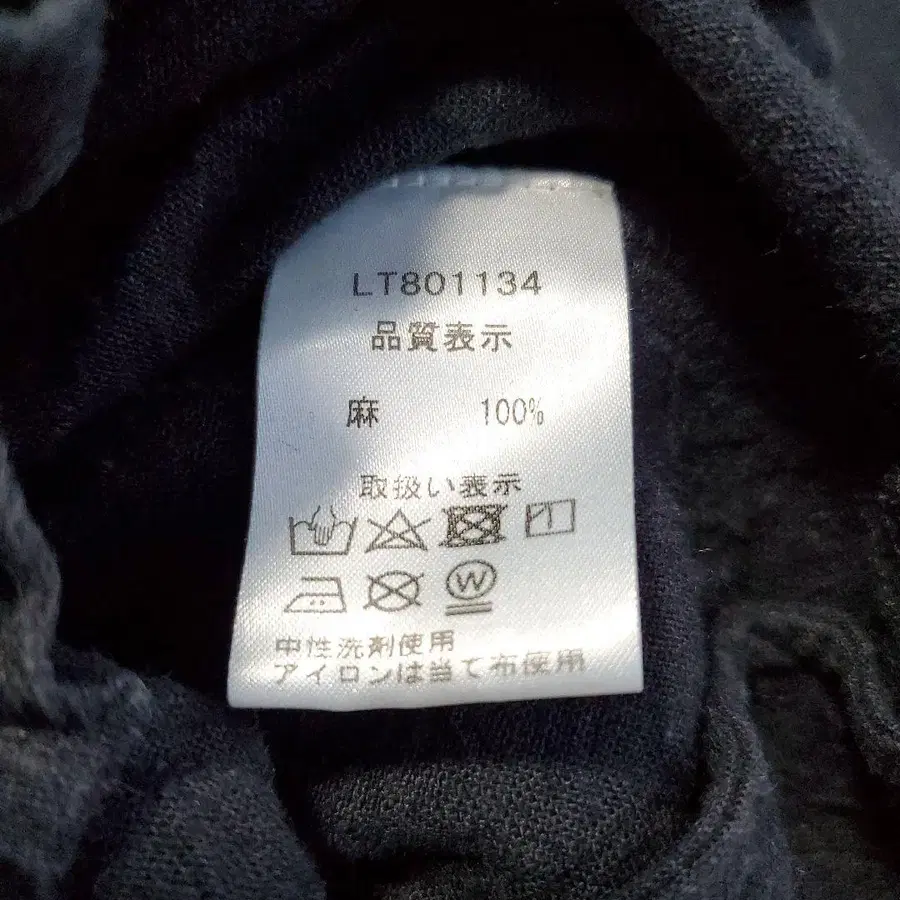 LT801134
品質表示
麻 100%
取扱い表示
W
中性洗剤使用
アイロンは当て布使用